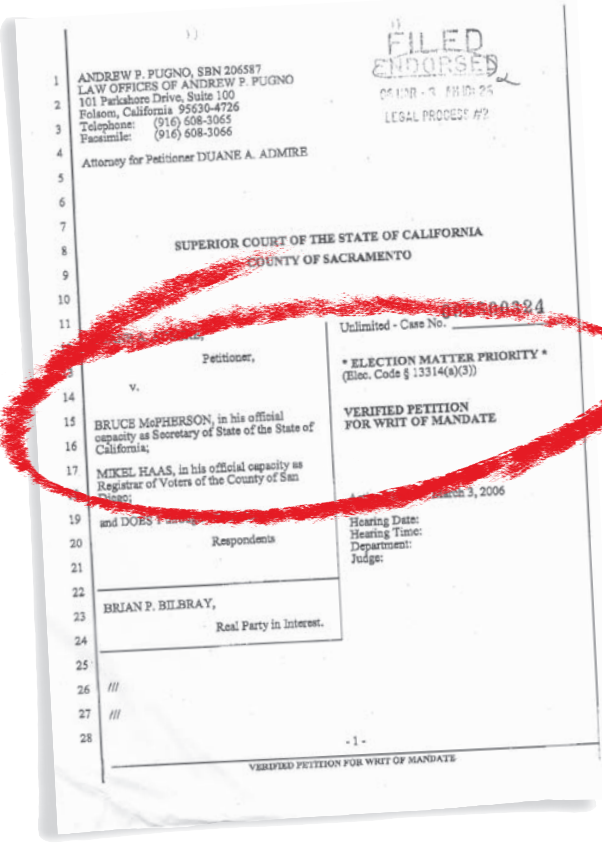 FILED
ENDORSED
LEGAL PROCESS #2
1 ANDREW P. PUGNO, SBN 206587
LAW OFFICES OF ANDREW P. PUGNO
2 101 Parkshore Drive, Suite 100
Folsom, California 95630-4726
3 Telephone: (916) 608-3065
Facsimile: (916) 608-3066
4 Attorney for Petitioner DUANE A. ADMIRE
5
6
7
8 SUPERIOR COURT OF THE STATE OF CALIFORNIA
COUNTY OF SACRAMENTO
9
10
11
Petitioner,
14 v.
15 BRUCE McPHERSON, in his official
capacity as Secretary of State of the State of
16 California;
17 MIKEL HAAS, in his official capacity as
Registrar of Voters of the County of San
Diego;
19 and DOES
20 Respondents
21
22
23 BRIAN P. BILBRAY,
Real Party in Interest.
24
Unlimited - Case No.
* ELECTION MATTER PRIORITY *
(Elec. Code § 13314(a)(3))
VERIFIED PETITION
FOR WRIT OF MANDATE
March 3, 2006
Hearing Date:
Hearing Time:
Department:
Judge:
25
26 ///
27 ///
28
- 1 -
VERIFIED PETITION FOR WRIT OF MANDATE